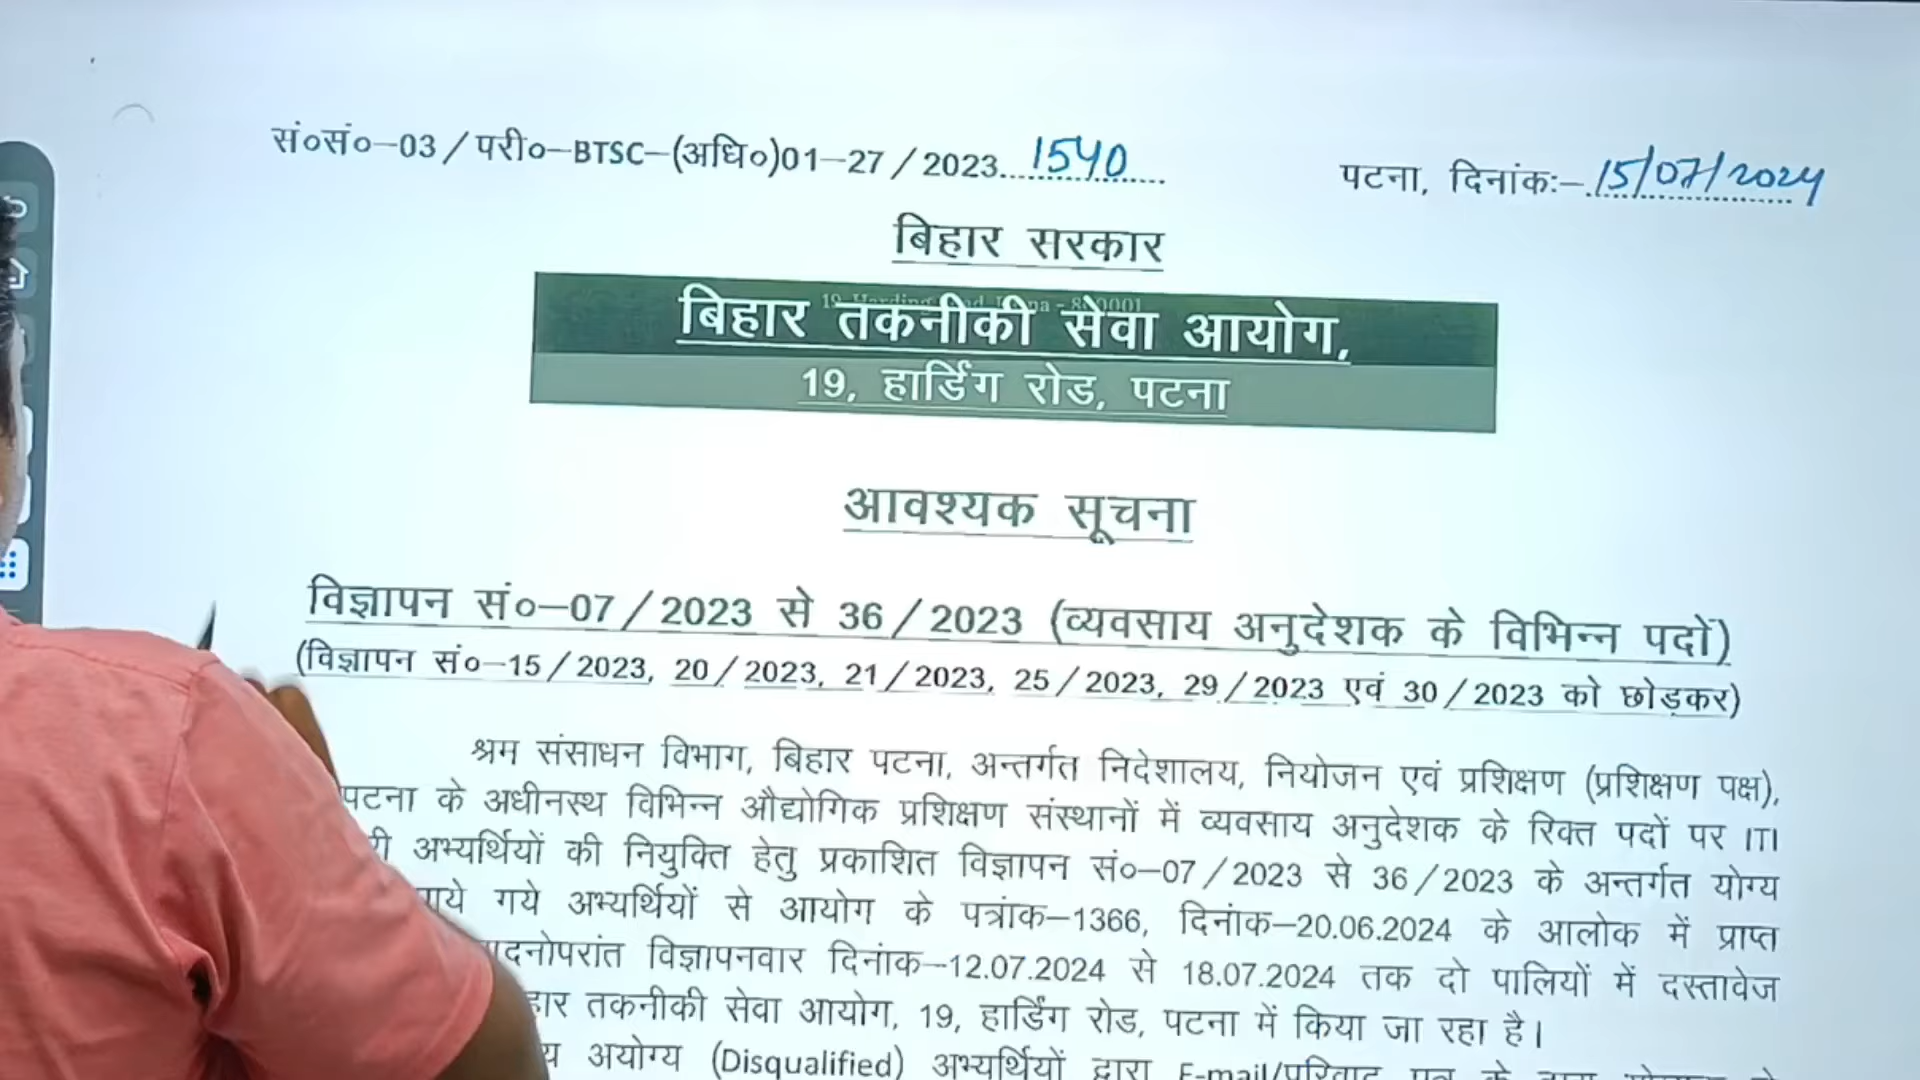 सं०सं०–03 / परी०–BTSC–(अधि०)01–27 / 2023...1540...... पटना, दिनांकः–.15/07/2024
बिहार सरकार
बिहार तकनीकी सेवा आयोग,
19, हार्डिंग रोड, पटना
आवश्यक सूचना
विज्ञापन सं०–07 / 2023 से 36 / 2023 (व्यवसाय अनुदेशक के विभिन्न पदों)
(विज्ञापन सं०–15 / 2023, 20 / 2023, 21 / 2023, 25 / 2023, 29 / 2023 एवं 30 / 2023 को छोड़कर)
श्रम संसाधन विभाग, बिहार पटना, अन्तर्गत निदेशालय, नियोजन एवं प्रशिक्षण (प्रशिक्षण पक्ष),
पटना के अधीनस्थ विभिन्न औद्योगिक प्रशिक्षण संस्थानों में व्यवसाय अनुदेशक के रिक्त पदों पर ITI
अभ्यर्थियों की नियुक्ति हेतु प्रकाशित विज्ञापन सं०–07 / 2023 से 36 / 2023 के अन्तर्गत योग्य
गये अभ्यर्थियों से आयोग के पत्रांक–1366, दिनांक–20.06.2024 के आलोक में प्राप्त
विज्ञापनवार दिनांक–12.07.2024 से 18.07.2024 तक दो पालियों में दस्तावेज
तकनीकी सेवा आयोग, 19, हार्डिंग रोड, पटना में किया जा रहा है।
अयोग्य (Disqualified) अभ्यर्थियों द्वारा E-mail/परिवाद पत्र के